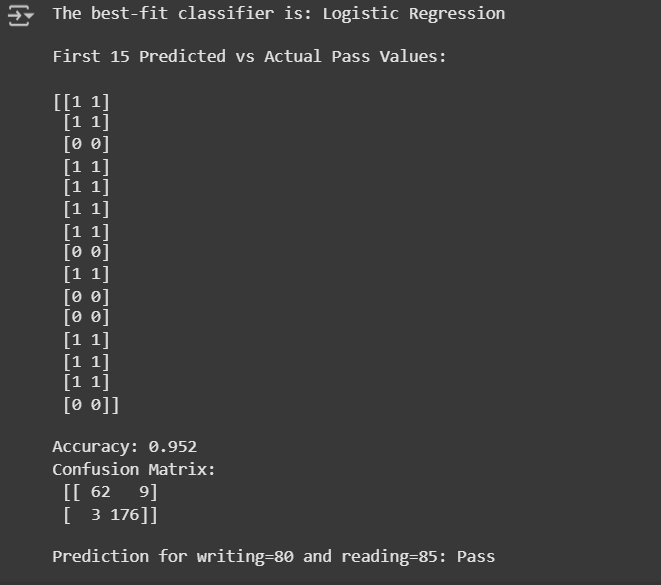 The best-fit classifier is: Logistic Regression
First 15 Predicted vs Actual Pass Values:
[[1 1]
 [1 1]
 [0 0]
 [1 1]
 [1 1]
 [1 1]
 [1 1]
 [0 0]
 [1 1]
 [0 0]
 [0 0]
 [1 1]
 [1 1]
 [1 1]
 [0 0]]
Accuracy: 0.952
Confusion Matrix:
 [[ 62   9]
 [  3 176]]
Prediction for writing=80 and reading=85: Pass